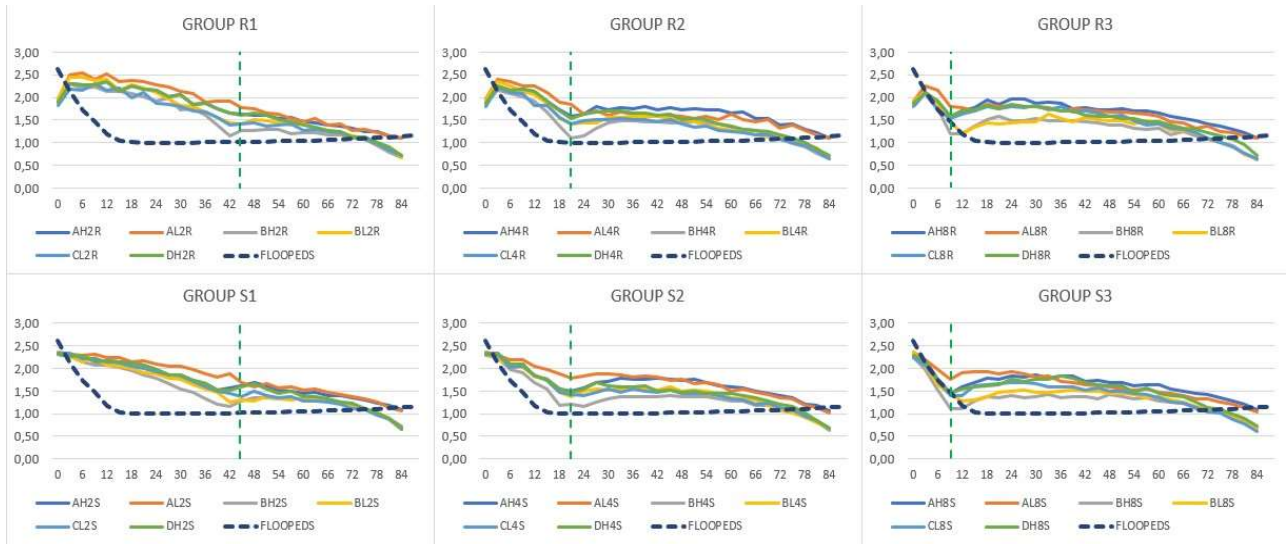 GROUP R1
3,00
2,50
2,00
1,50
1,00
0,50
0,00
0 6 12 18 24 30 36 42 48 54 60 66 72 78 84
AH2R AL2R BH2R BL2R
CL2R DH2R FLOOPEDS
GROUP R2
3,00
2,50
2,00
1,50
1,00
0,50
0,00
0 6 12 18 24 30 36 42 48 54 60 66 72 78 84
AH4R AL4R BH4R BL4R
CL4R DH4R FLOOPEDS
GROUP R3
3,00
2,50
2,00
1,50
1,00
0,50
0,00
0 6 12 18 24 30 36 42 48 54 60 66 72 78 84
AH8R AL8R BH8R BL8R
CL8R DH8R FLOOPEDS
GROUP S1
3,00
2,50
2,00
1,50
1,00
0,50
0,00
0 6 12 18 24 30 36 42 48 54 60 66 72 78 84
AH2S AL2S BH2S BL2S
CL2S DH2S FLOOPEDS
GROUP S2
3,00
2,50
2,00
1,50
1,00
0,50
0,00
0 6 12 18 24 30 36 42 48 54 60 66 72 78 84
AH4S AL4S BH4S BL4S
CL4S DH4S FLOOPEDS
GROUP S3
3,00
2,50
2,00
1,50
1,00
0,50
0,00
0 6 12 18 24 30 36 42 48 54 60 66 72 78 84
AH8S AL8S BH8S BL8S
CL8S DH8S FLOOPEDS